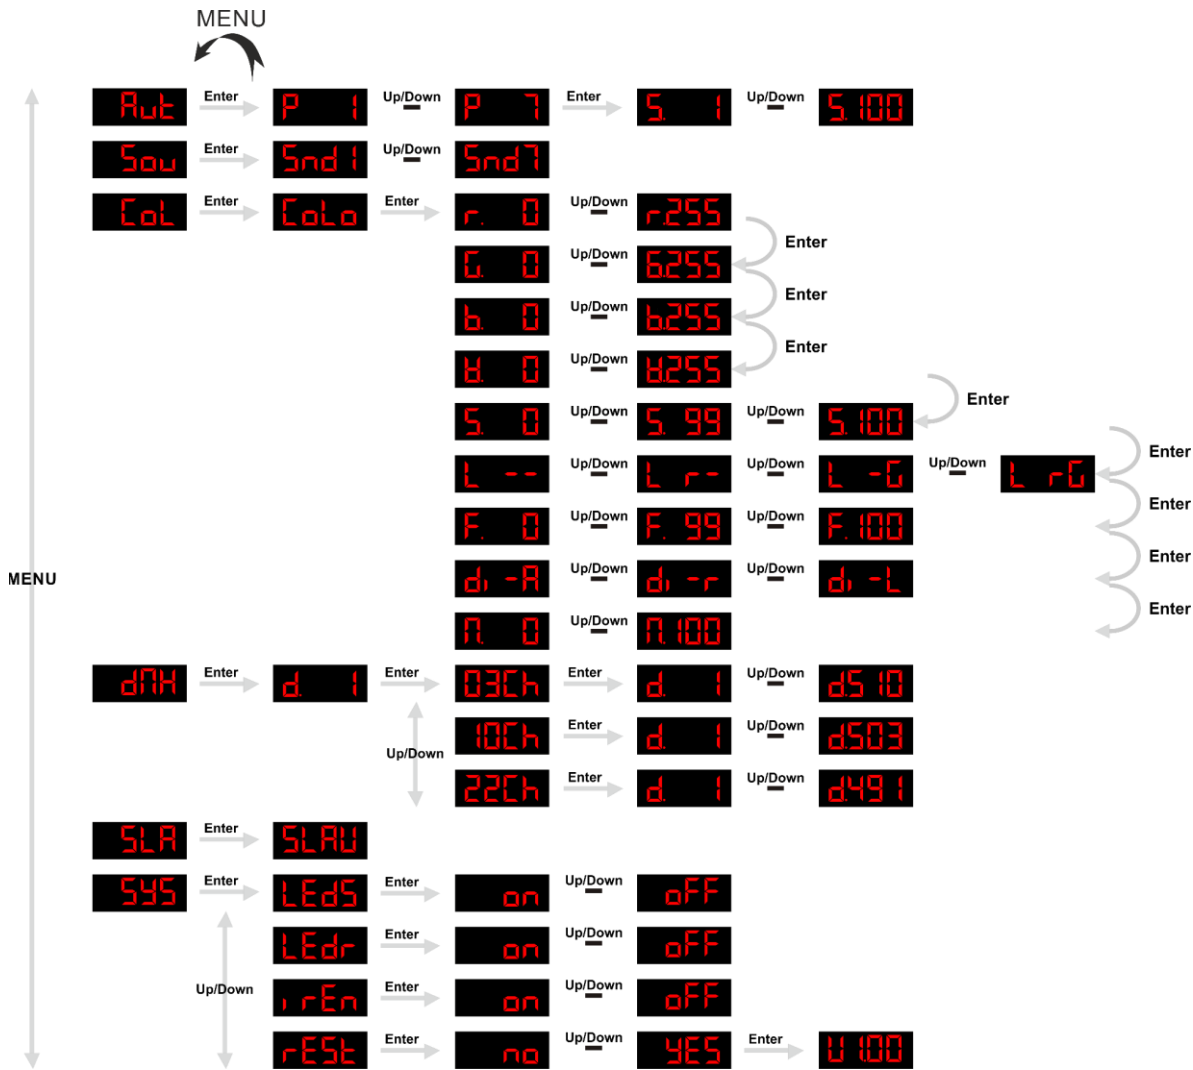 MENU
Aut Enter P 1 Up/Down P 7 Enter S. 1 Up/Down S.100
Sou Enter Snd1 Up/Down Snd7
CoL Enter CoLo Enter r. 0 Up/Down r.255
Enter
G. 0 Up/Down G.255
Enter
b. 0 Up/Down b.255
Enter
W. 0 Up/Down W.255
Enter
S. 0 Up/Down S. 99 Up/Down S.100
Enter
L -- Up/Down L r- Up/Down L -G Up/Down L rG
Enter
F. 0 Up/Down F. 99 Up/Down F.100
Enter
MENU
di-A Up/Down di-r Up/Down di-L
Enter
M. 0 Up/Down M.100
dMX Enter d. 1 Enter 03Ch Enter d. 1 Up/Down d.510
Up/Down
10Ch Enter d. 1 Up/Down d.503
22Ch Enter d. 1 Up/Down d.491
SLA Enter SLAU
SYS Enter LEdS Enter on Up/Down oFF
LEdr Enter on Up/Down oFF
Up/Down
irEn Enter on Up/Down oFF
rESt Enter no Up/Down YES Enter U1.00